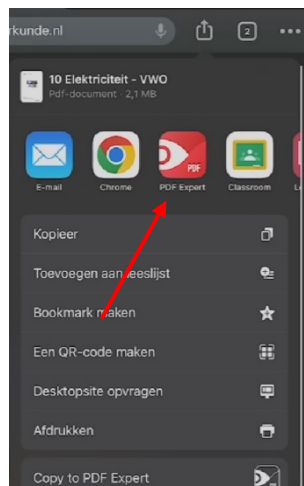 rkunde.nl
2
10 Elektriciteit - VWO
Pdf-document · 2,1 MB
PDF
E-mail
Chrome
PDF Expert
Classroom
Kopieer
Toevoegen aan leeslijst
Bookmark maken
Een QR-code maken
Desktopsite opvragen
Afdrukken
Copy to PDF Expert